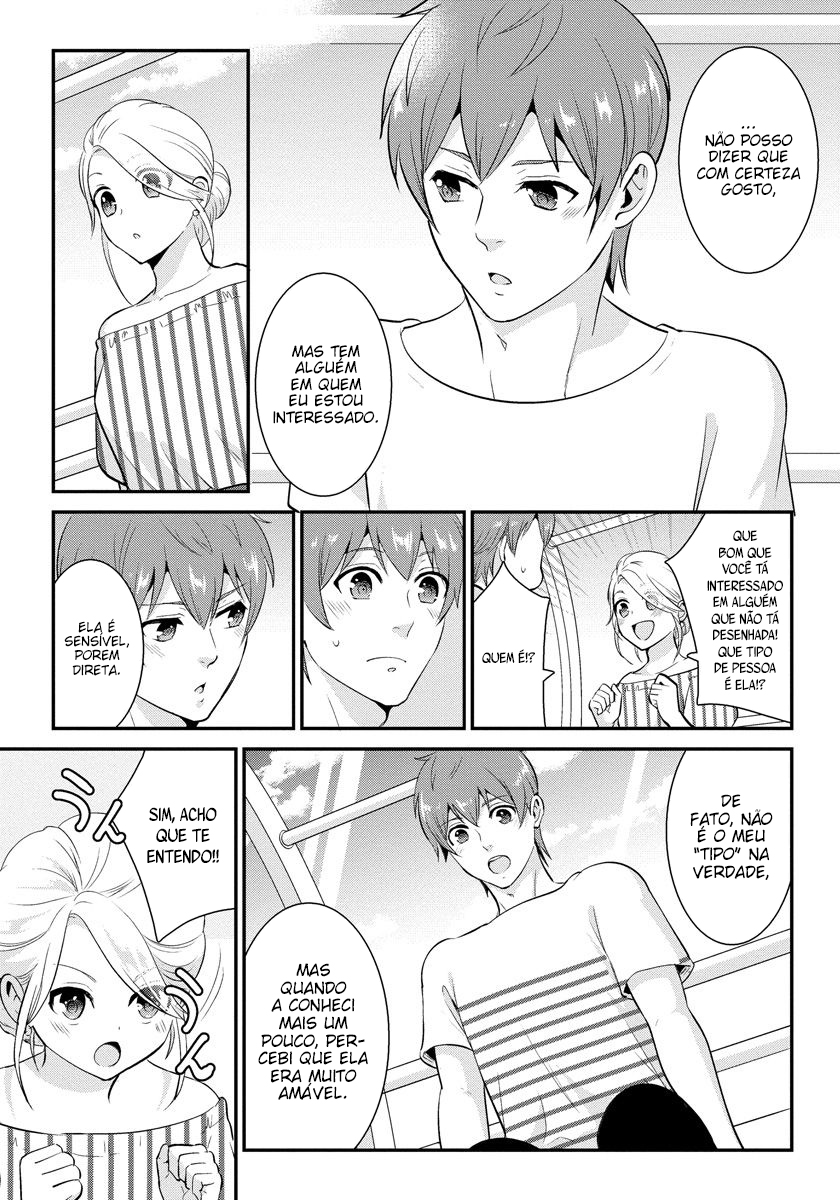 ...
NÃO POSSO
DIZER QUE
COM CERTEZA
GOSTO,
MAS TEM
ALGUÉM
EM QUEM
EU ESTOU
INTERESSADO.
QUE
BOM QUE
VOCÊ TÁ
INTERESSADO
EM ALGUÉM
QUE NÃO TÁ
DESENHADA!
QUE TIPO
DE PESSOA
É ELA!?
QUEM É!?
ELA É
SENSÍVEL,
POREM
DIRETA.
DE
FATO, NÃO
É O MEU
"TIPO" NA
VERDADE,
MAS
QUANDO
A CONHECI
MAIS UM
POUCO, PER-
CEBI QUE ELA
ERA MUITO
AMÁVEL.
SIM, ACHO
QUE TE
ENTENDO!!
うん
うん